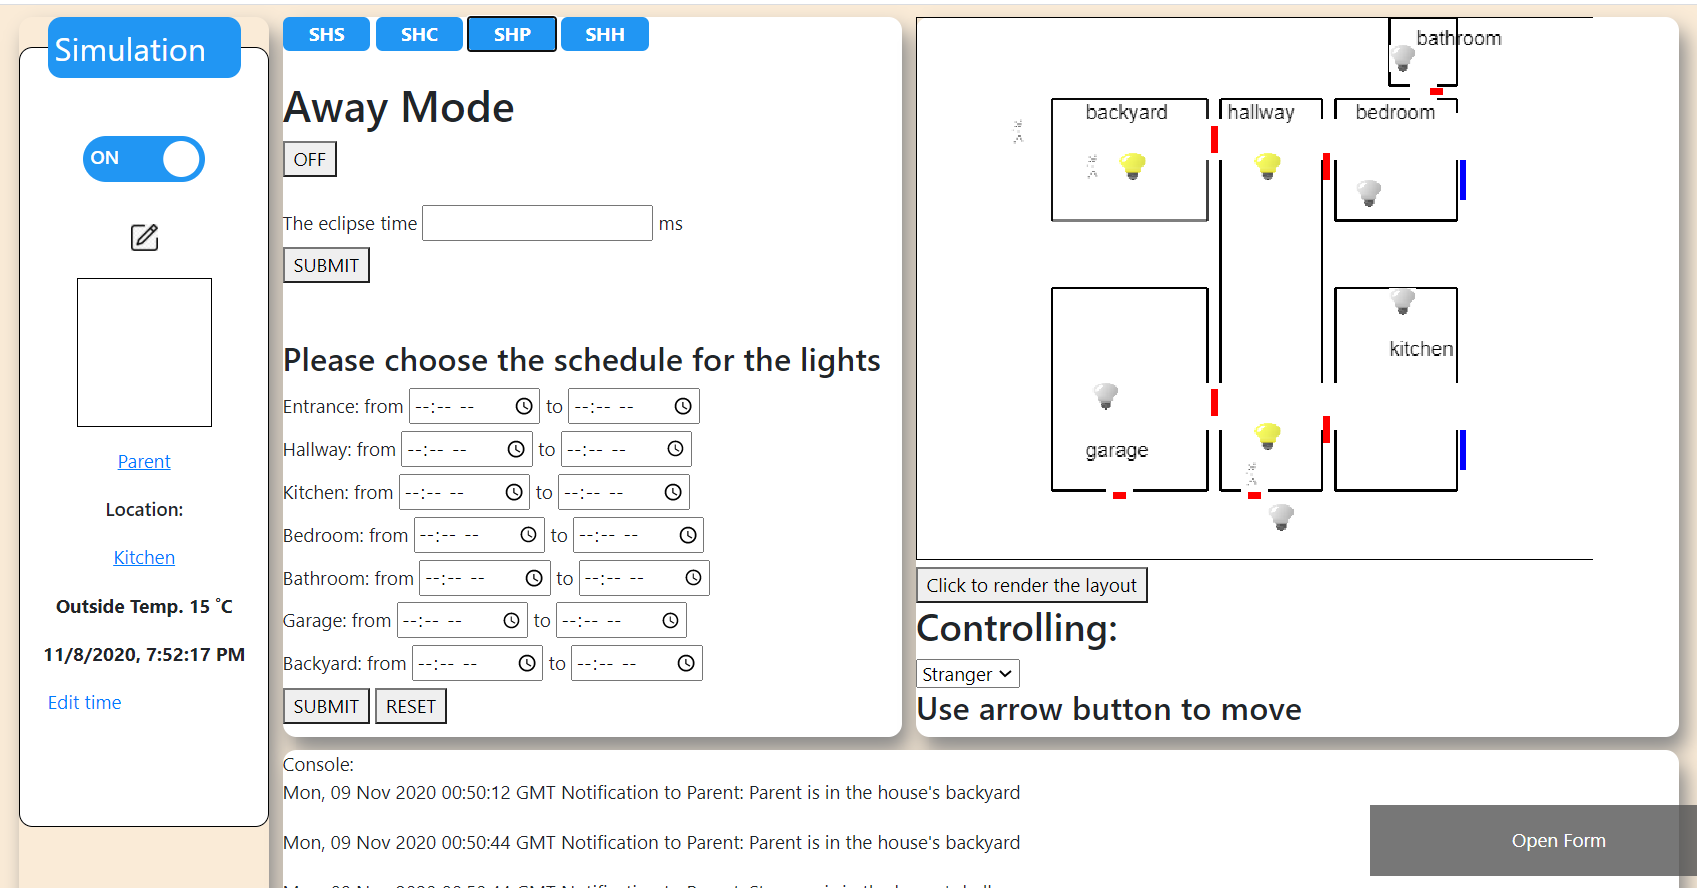 Simulation
ON
Parent
Location:
Kitchen
Outside Temp. 15 ˚C
11/8/2020, 7:52:17 PM
Edit time
SHS SHC SHP SHH
Away Mode
OFF
The eclipse time ms
SUBMIT
Please choose the schedule for the lights
Entrance: from --:-- -- to --:-- --
Hallway: from --:-- -- to --:-- --
Kitchen: from --:-- -- to --:-- --
Bedroom: from --:-- -- to --:-- --
Bathroom: from --:-- -- to --:-- --
Garage: from --:-- -- to --:-- --
Backyard: from --:-- -- to --:-- --
SUBMIT RESET
bathroom
backyard hallway bedroom
kitchen
garage
Click to render the layout
Controlling:
Stranger
Use arrow button to move
Console:
Mon, 09 Nov 2020 00:50:12 GMT Notification to Parent: Parent is in the house's backyard
Mon, 09 Nov 2020 00:50:44 GMT Notification to Parent: Parent is in the house's backyard
Open Form